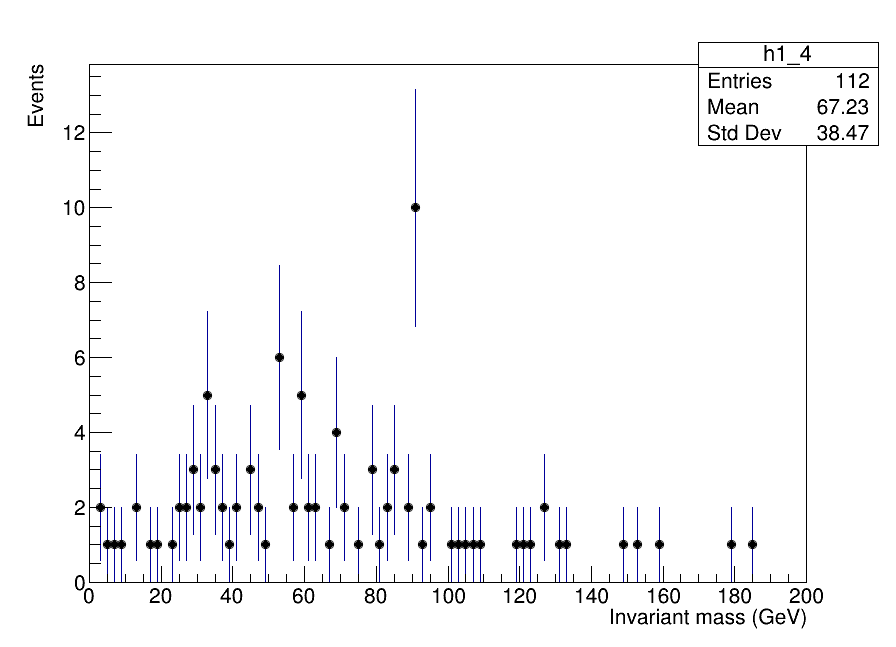 h1_4
Entries 112
Mean 67.23
Std Dev 38.47
Events
12
10
8
6
4
2
0
0 20 40 60 80 100 120 140 160 180 200
Invariant mass (GeV)